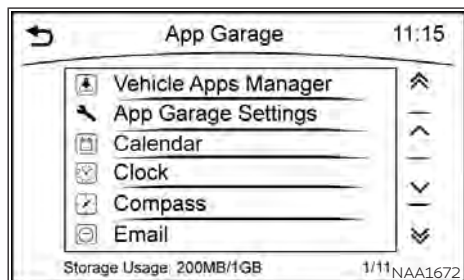 App Garage 11:15
Vehicle Apps Manager
App Garage Settings
Calendar
Clock
Compass
Email
Storage Usage: 200MB/1GB 1/11
NAA1672